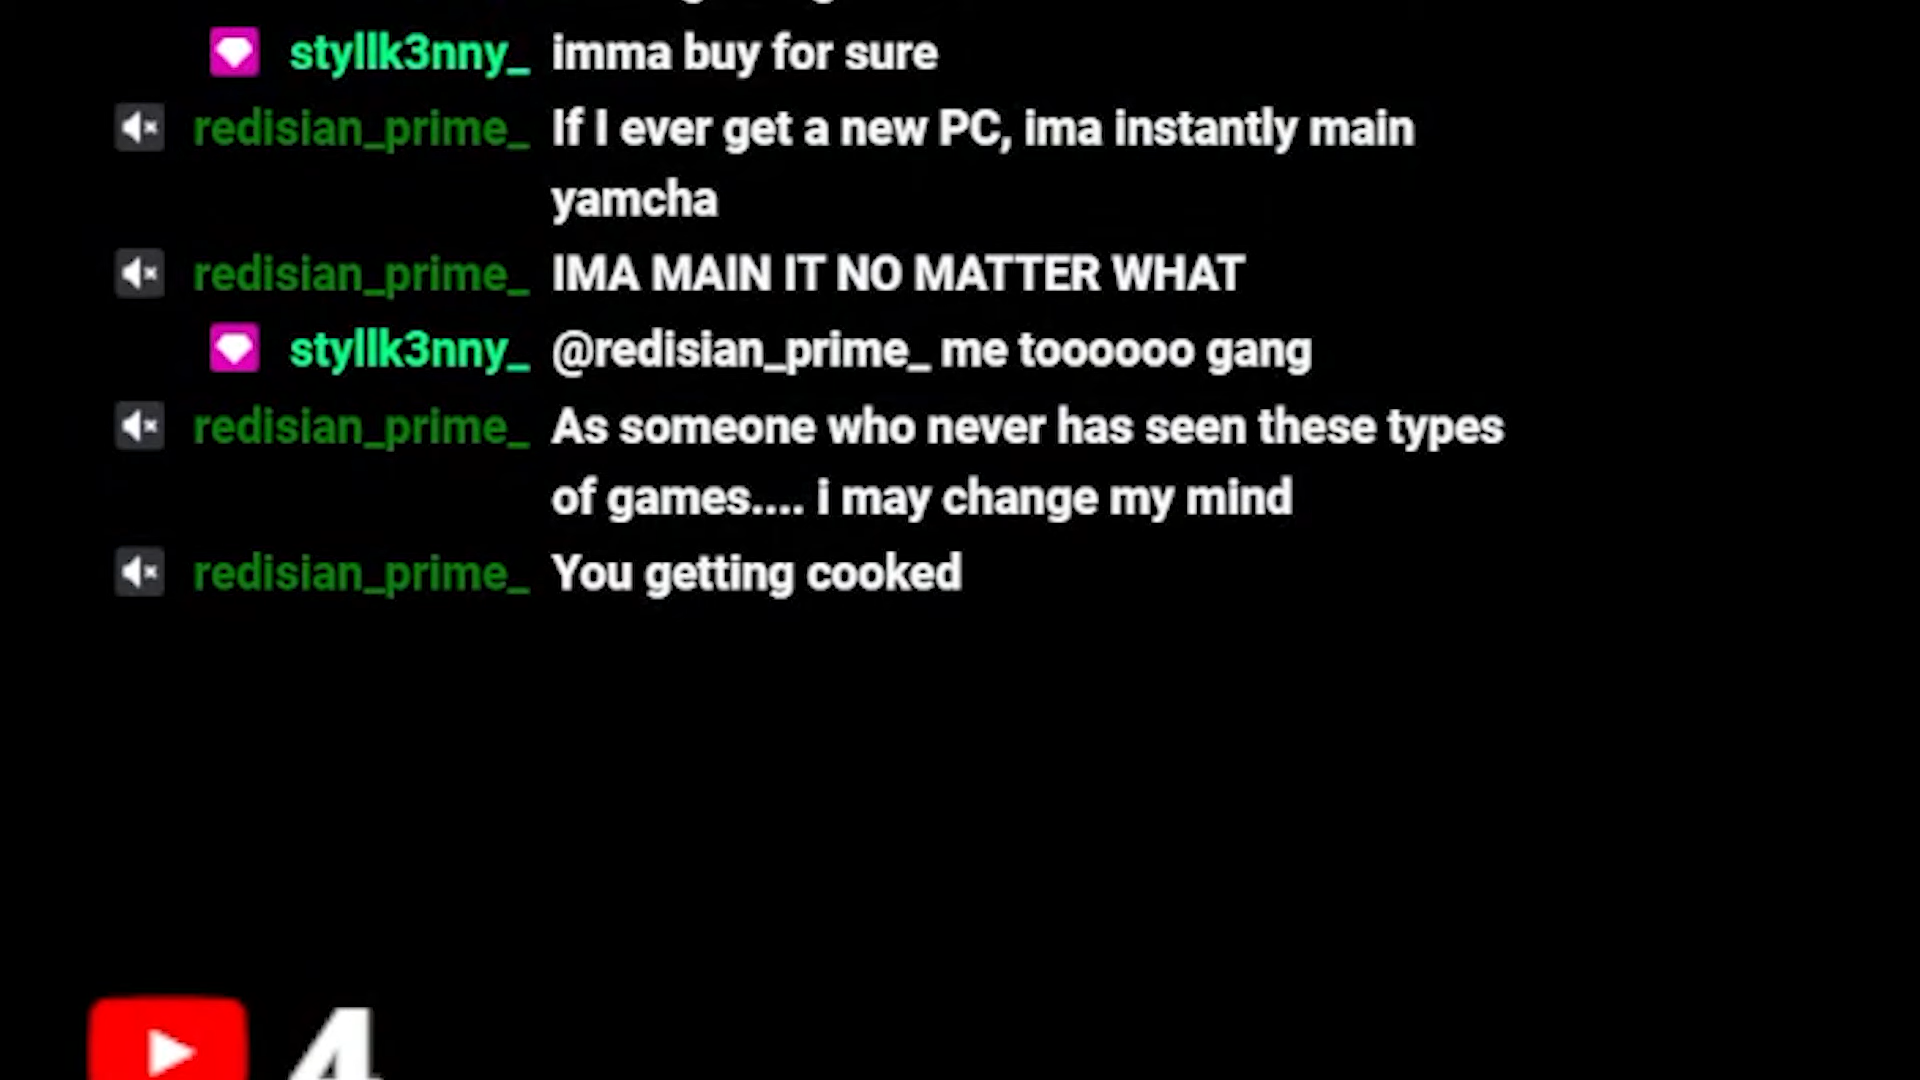 styllk3nny_ imma buy for sure
redisian_prime_ If I ever get a new PC, ima instantly main
yamcha
redisian_prime_ IMA MAIN IT NO MATTER WHAT
styllk3nny_ @redisian_prime_ me toooooo gang
redisian_prime_ As someone who never has seen these types
of games.... i may change my mind
redisian_prime_ You getting cooked
4